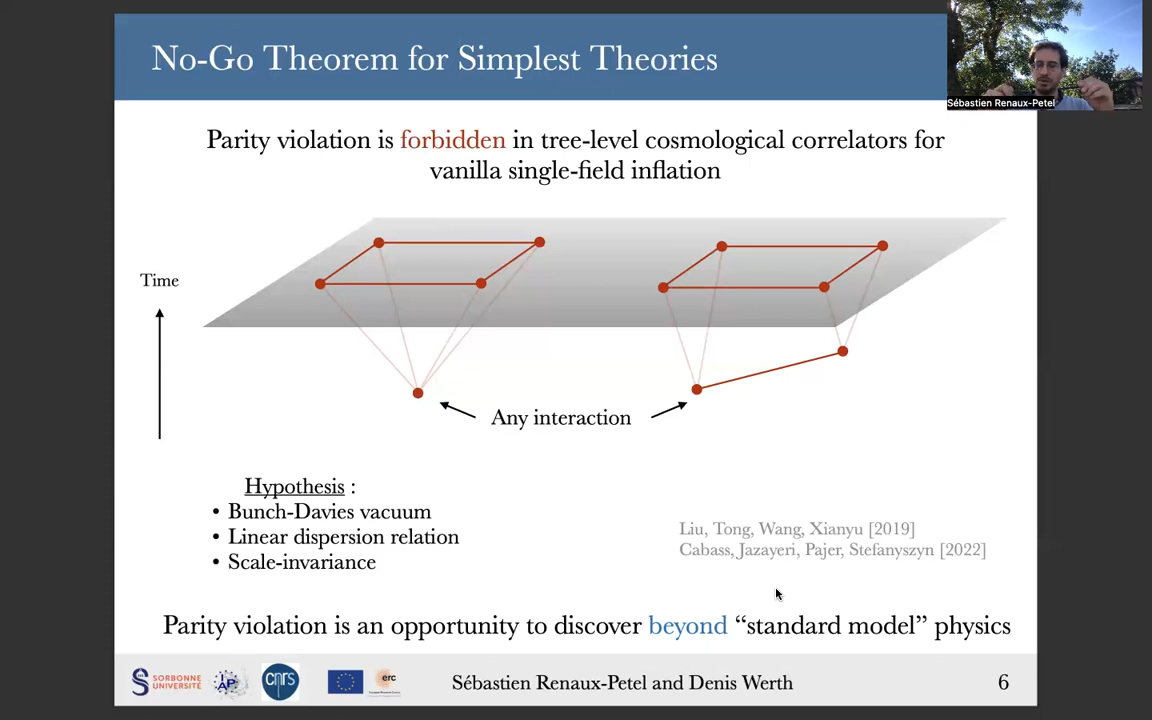 No-Go Theorem for Simplest Theories
Sébastien Renaux-Petel
Parity violation is forbidden in tree-level cosmological correlators for
vanilla single-field inflation
Time
Any interaction
Hypothesis :
• Bunch-Davies vacuum
• Linear dispersion relation
• Scale-invariance
Liu, Tong, Wang, Xianyu [2019]
Cabass, Jazayeri, Pajer, Stefanyszyn [2022]
Parity violation is an opportunity to discover beyond “standard model” physics
SORBONNE
UNIVERSITÉ
IAP
cnrs
erc
Sébastien Renaux-Petel and Denis Werth
6